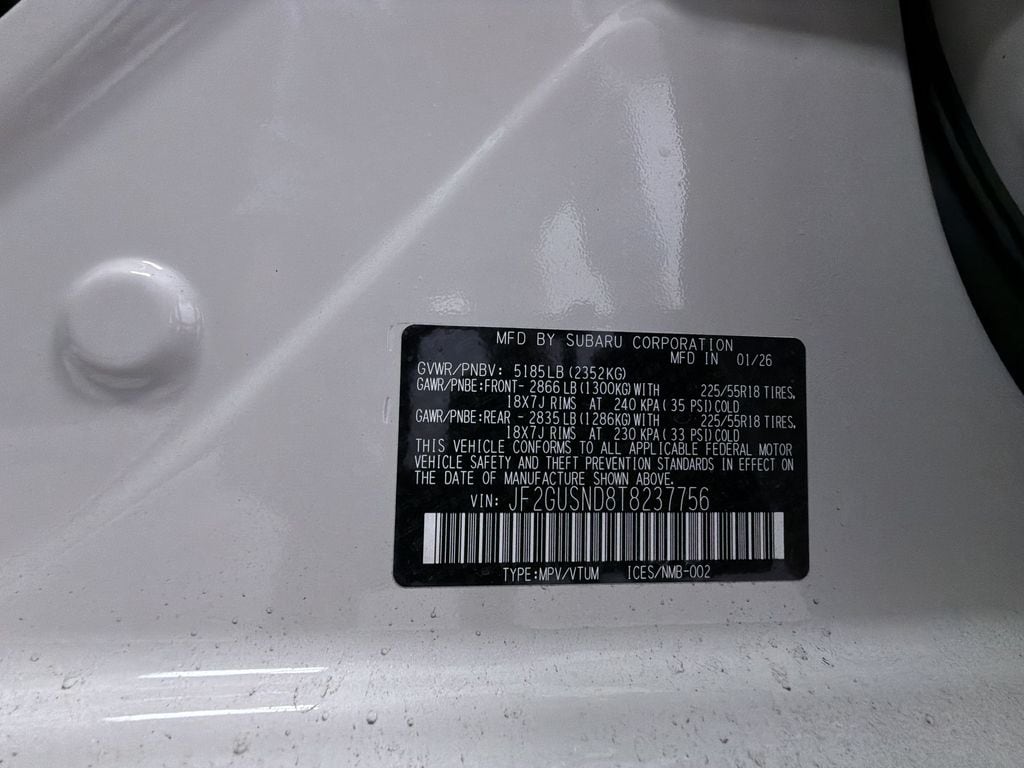 MFD BY SUBARU CORPORATION
MFD IN 01/26
GVWR/PNBV: 5185LB (2352KG)
GAWR/PNBE:FRONT- 2866 LB (1300KG) WITH 225/55R18 TIRES,
18X7J RIMS AT 240 KPA ( 35 PSI) COLD
GAWR/PNBE:REAR - 2835 LB (1286KG) WITH 225/55R18 TIRES,
18X7J RIMS AT 230 KPA ( 33 PSI) COLD
THIS VEHICLE CONFORMS TO ALL APPLICABLE FEDERAL MOTOR
VEHICLE SAFETY AND THEFT PREVENTION STANDARDS IN EFFECT ON
THE DATE OF MANUFACTURE SHOWN ABOVE.
VIN: JF2GUSND8T8237756
TYPE:MPV/VTUM ICES/NMB-002